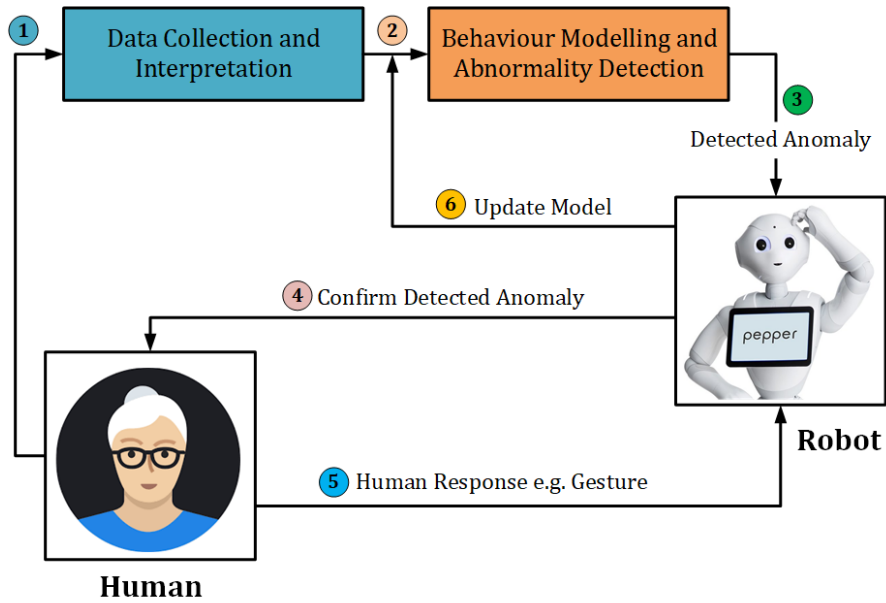 1
Data Collection and
Interpretation
2
Behaviour Modelling and
Abnormality Detection
3
Detected Anomaly
6 Update Model
4 Confirm Detected Anomaly
pepper
Robot
5 Human Response e.g. Gesture
Human